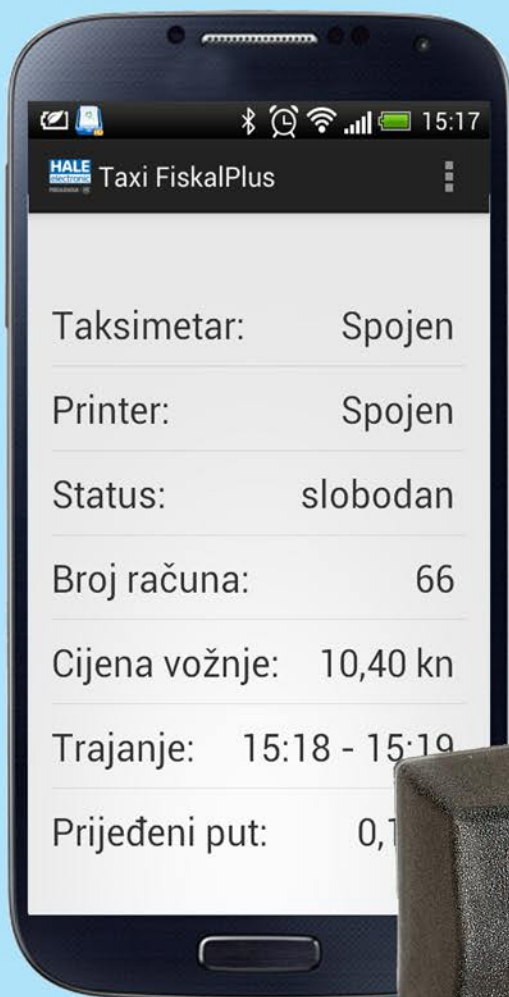 15:17
HALE
electronic
Taxi FiskalPlus
Taksimetar: Spojen
Printer: Spojen
Status: slobodan
Broj računa: 66
Cijena vožnje: 10,40 kn
Trajanje: 15:18 - 15:19
Prijeđeni put: